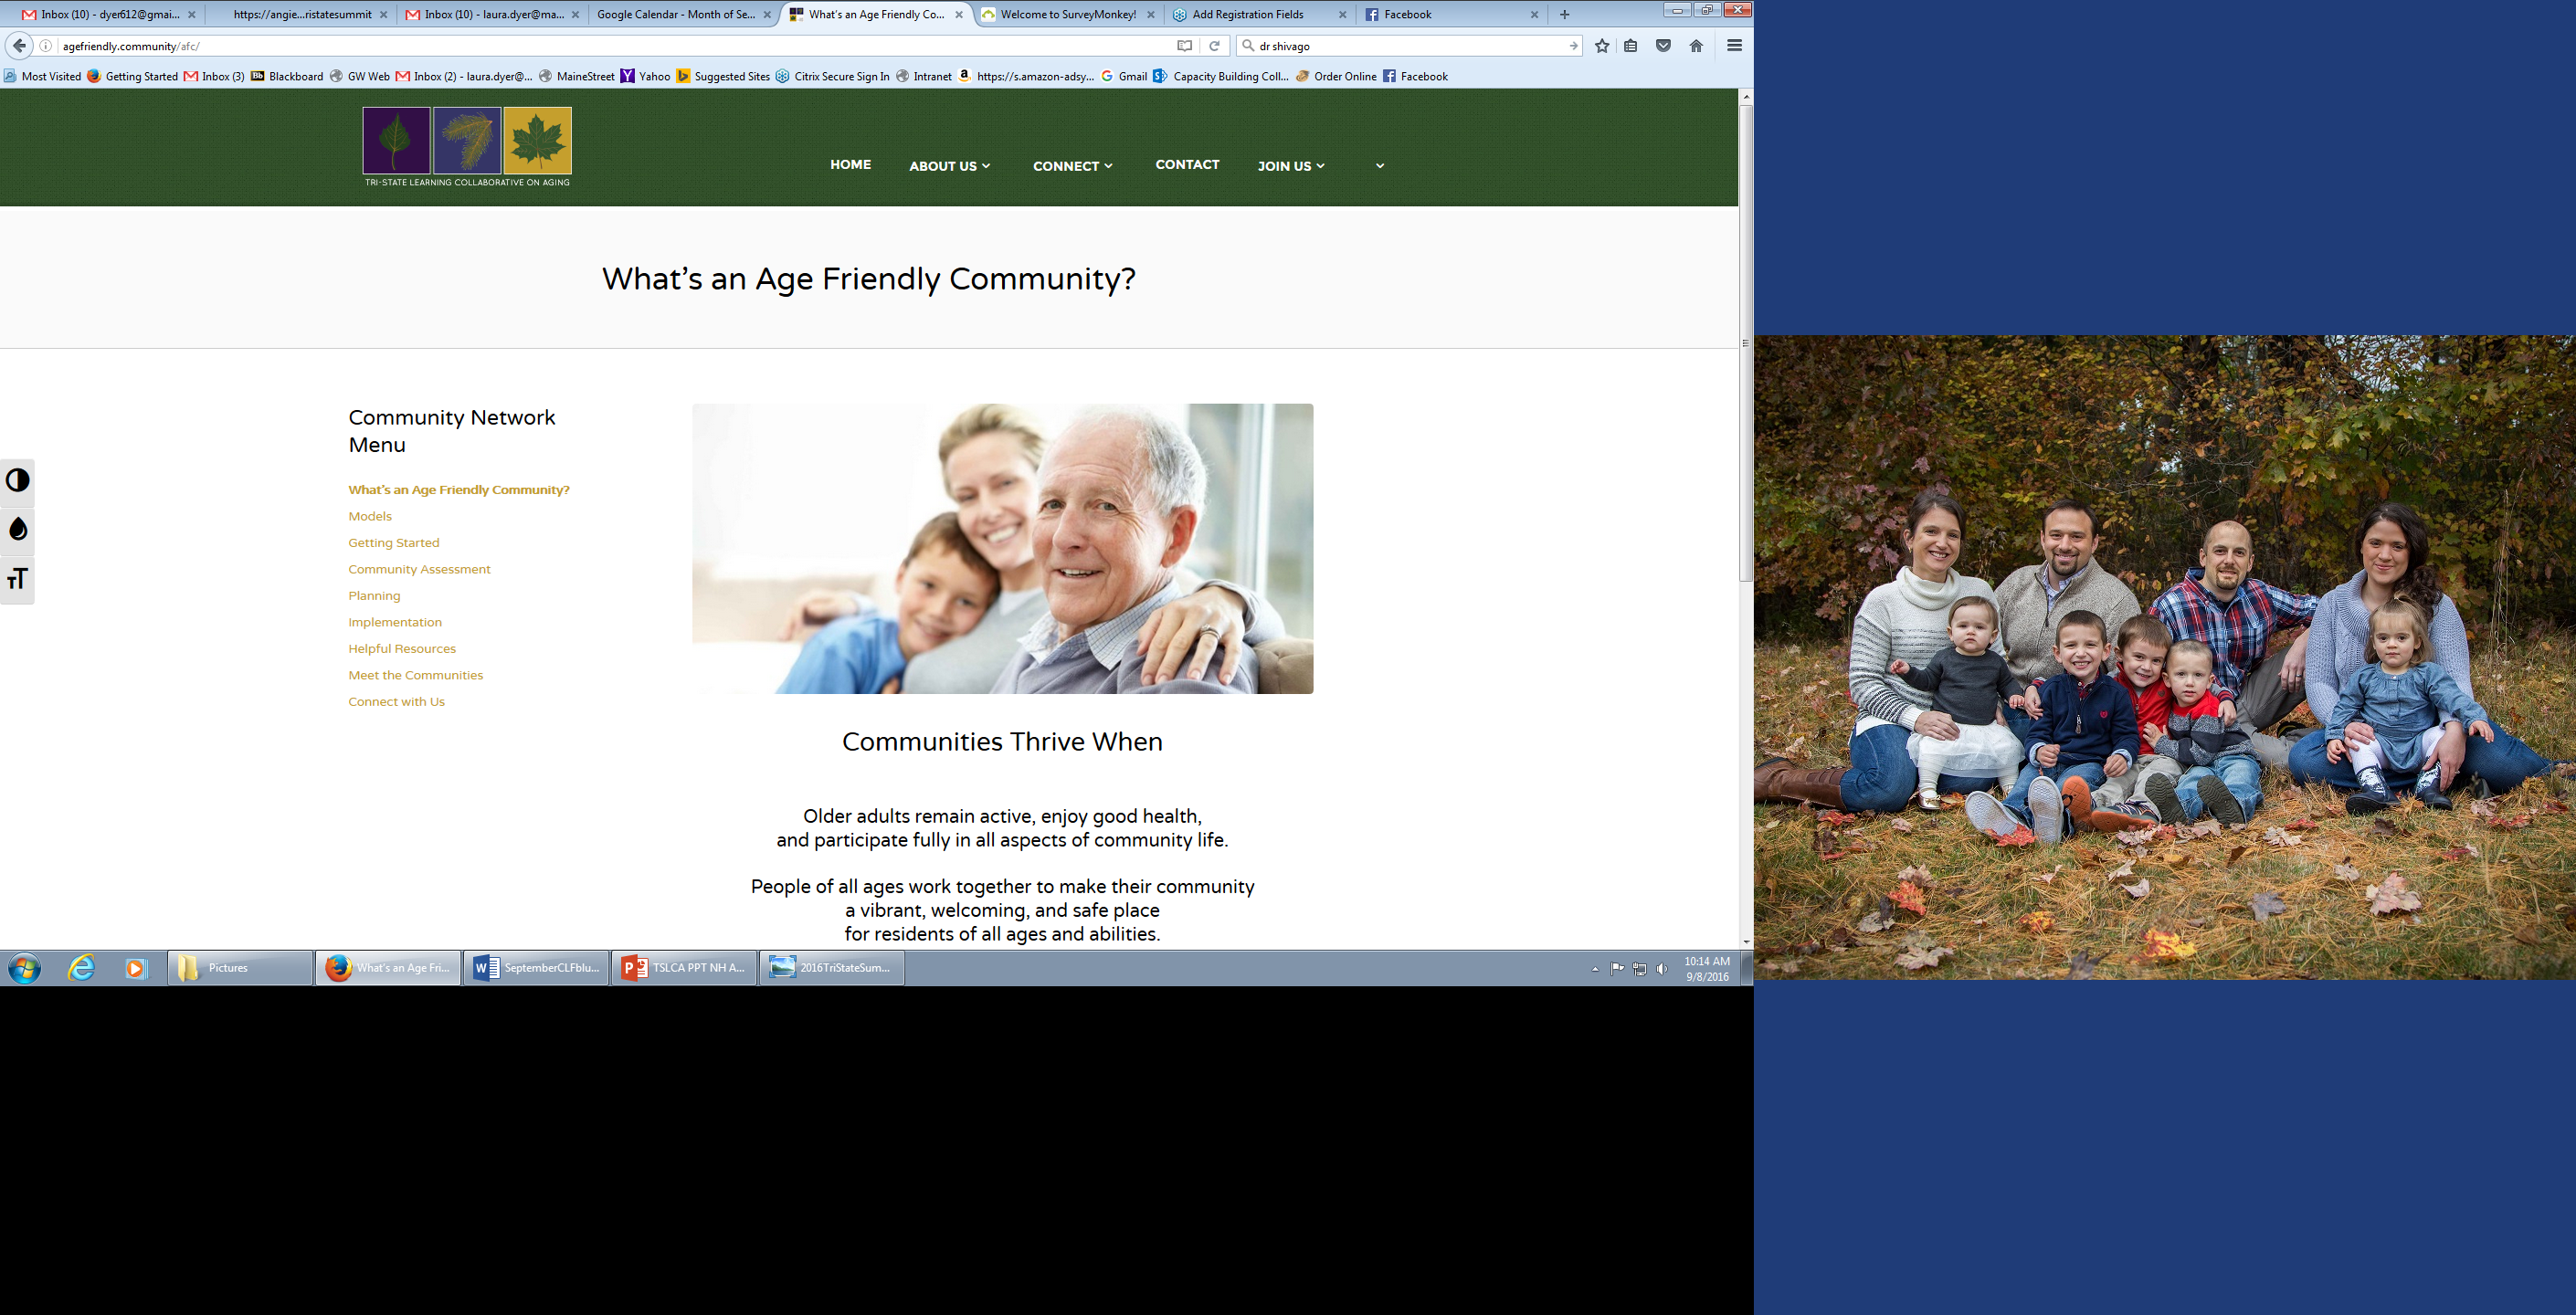 Inbox (10) - dyer612@gmai...
https://angie...ristatesummit
Inbox (10) - laura.dyer@ma...
Google Calendar - Month of Se...
What's an Age Friendly Co...
Welcome to SurveyMonkey!
Add Registration Fields
Facebook
agefriendly.community/afc/
dr shivago
Most Visited
Getting Started
Inbox (3)
Bb Blackboard
GW Web
Inbox (2) - laura.dyer@...
MaineStreet
Yahoo
Suggested Sites
Citrix Secure Sign In
Intranet
https://s.amazon-adsy...
Gmail
Capacity Building Coll...
Order Online
Facebook
TRI-STATE LEARNING COLLABORATIVE ON AGING
HOME
ABOUT US
CONNECT
CONTACT
JOIN US
What's an Age Friendly Community?
Community Network
Menu
What's an Age Friendly Community?
Models
Getting Started
Community Assessment
Planning
Implementation
Helpful Resources
Meet the Communities
Connect with Us
Communities Thrive When
Older adults remain active, enjoy good health,
and participate fully in all aspects of community life.
People of all ages work together to make their community
a vibrant, welcoming, and safe place
for residents of all ages and abilities.
Pictures
What's an Age Fri...
SeptemberCLFblu...
TSLCA PPT NH A...
2016TriStateSum...
10:14 AM
9/8/2016